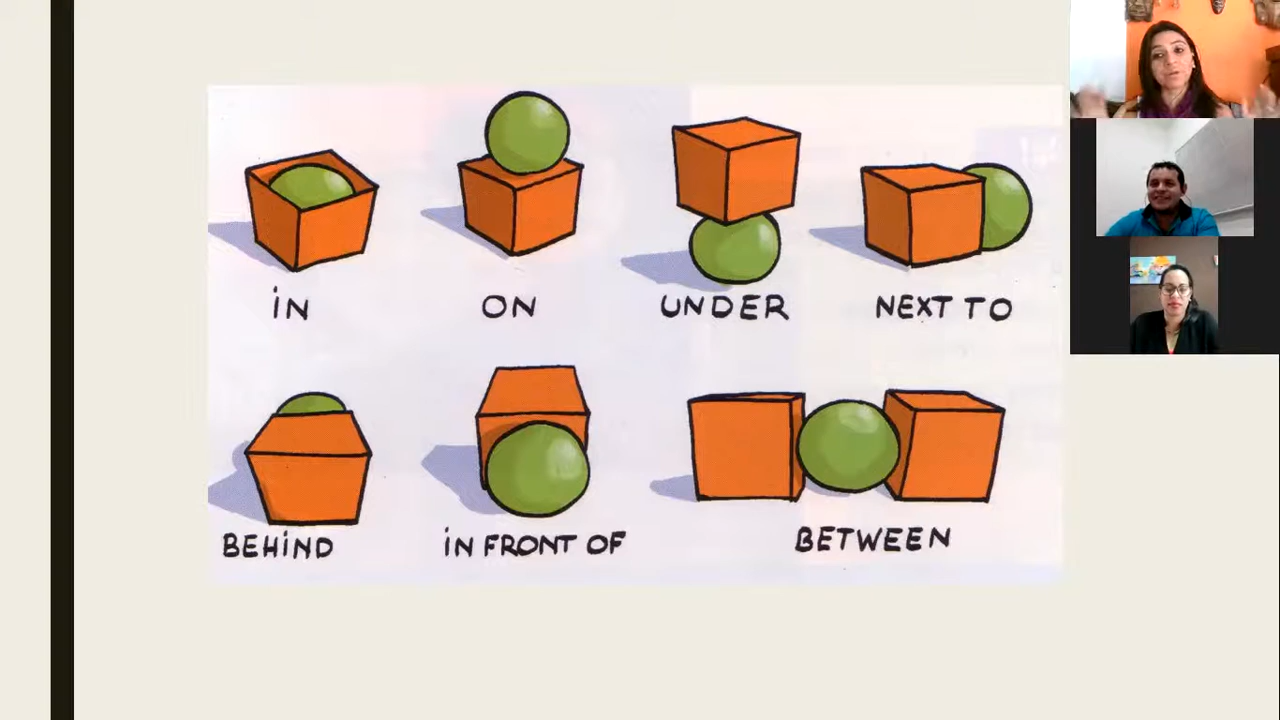 iN
ON
UNDER
NEXT TO
BEHiND
iN FRONT OF
BETWEEN